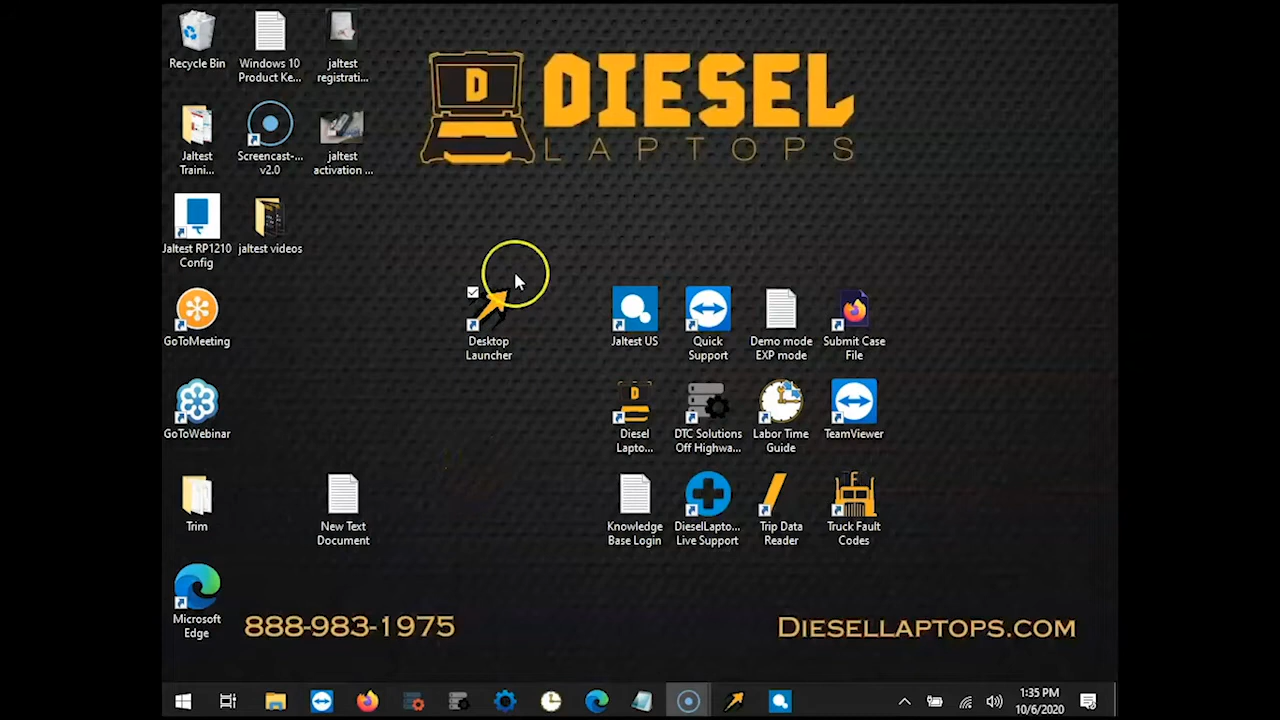 D DIESEL
LAPTOPS
Recycle Bin
Windows 10
Product Ke...
jaltest
registrati...
Jaltest
Traini...
Screencast-...
v2.0
jaltest
activation ...
Jaltest RP1210
Config
jaltest videos
GoToMeeting
Desktop
Launcher
Jaltest US
Quick
Support
Demo mode
EXP mode
Submit Case
File
GoToWebinar
D
Diesel
Lapto...
DTC Solutions
Off Highwa...
Labor Time
Guide
TeamViewer
Trim
New Text
Document
Knowledge
Base Login
DieselLapto...
Live Support
Trip Data
Reader
Truck Fault
Codes
Microsoft
Edge
888-983-1975
DIESELLAPTOPS.COM
1:35 PM
10/6/2020